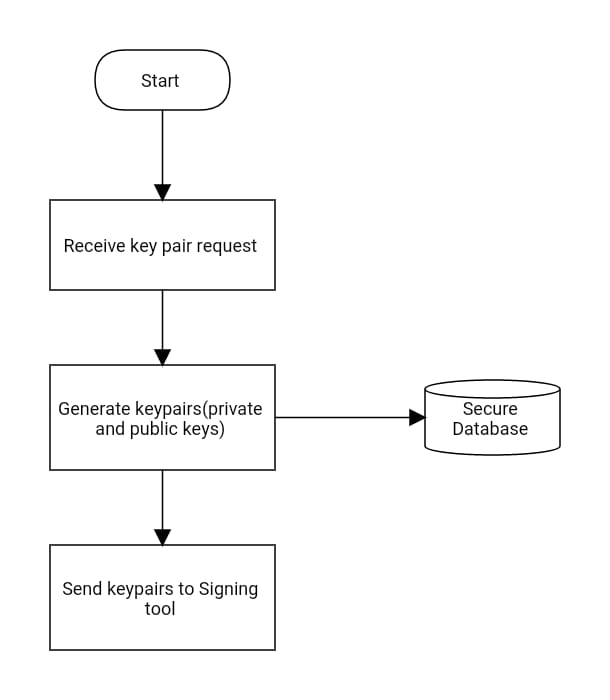 Start
Receive key pair request
Generate keypairs(private
and public keys)
Secure
Database
Send keypairs to Signing
tool